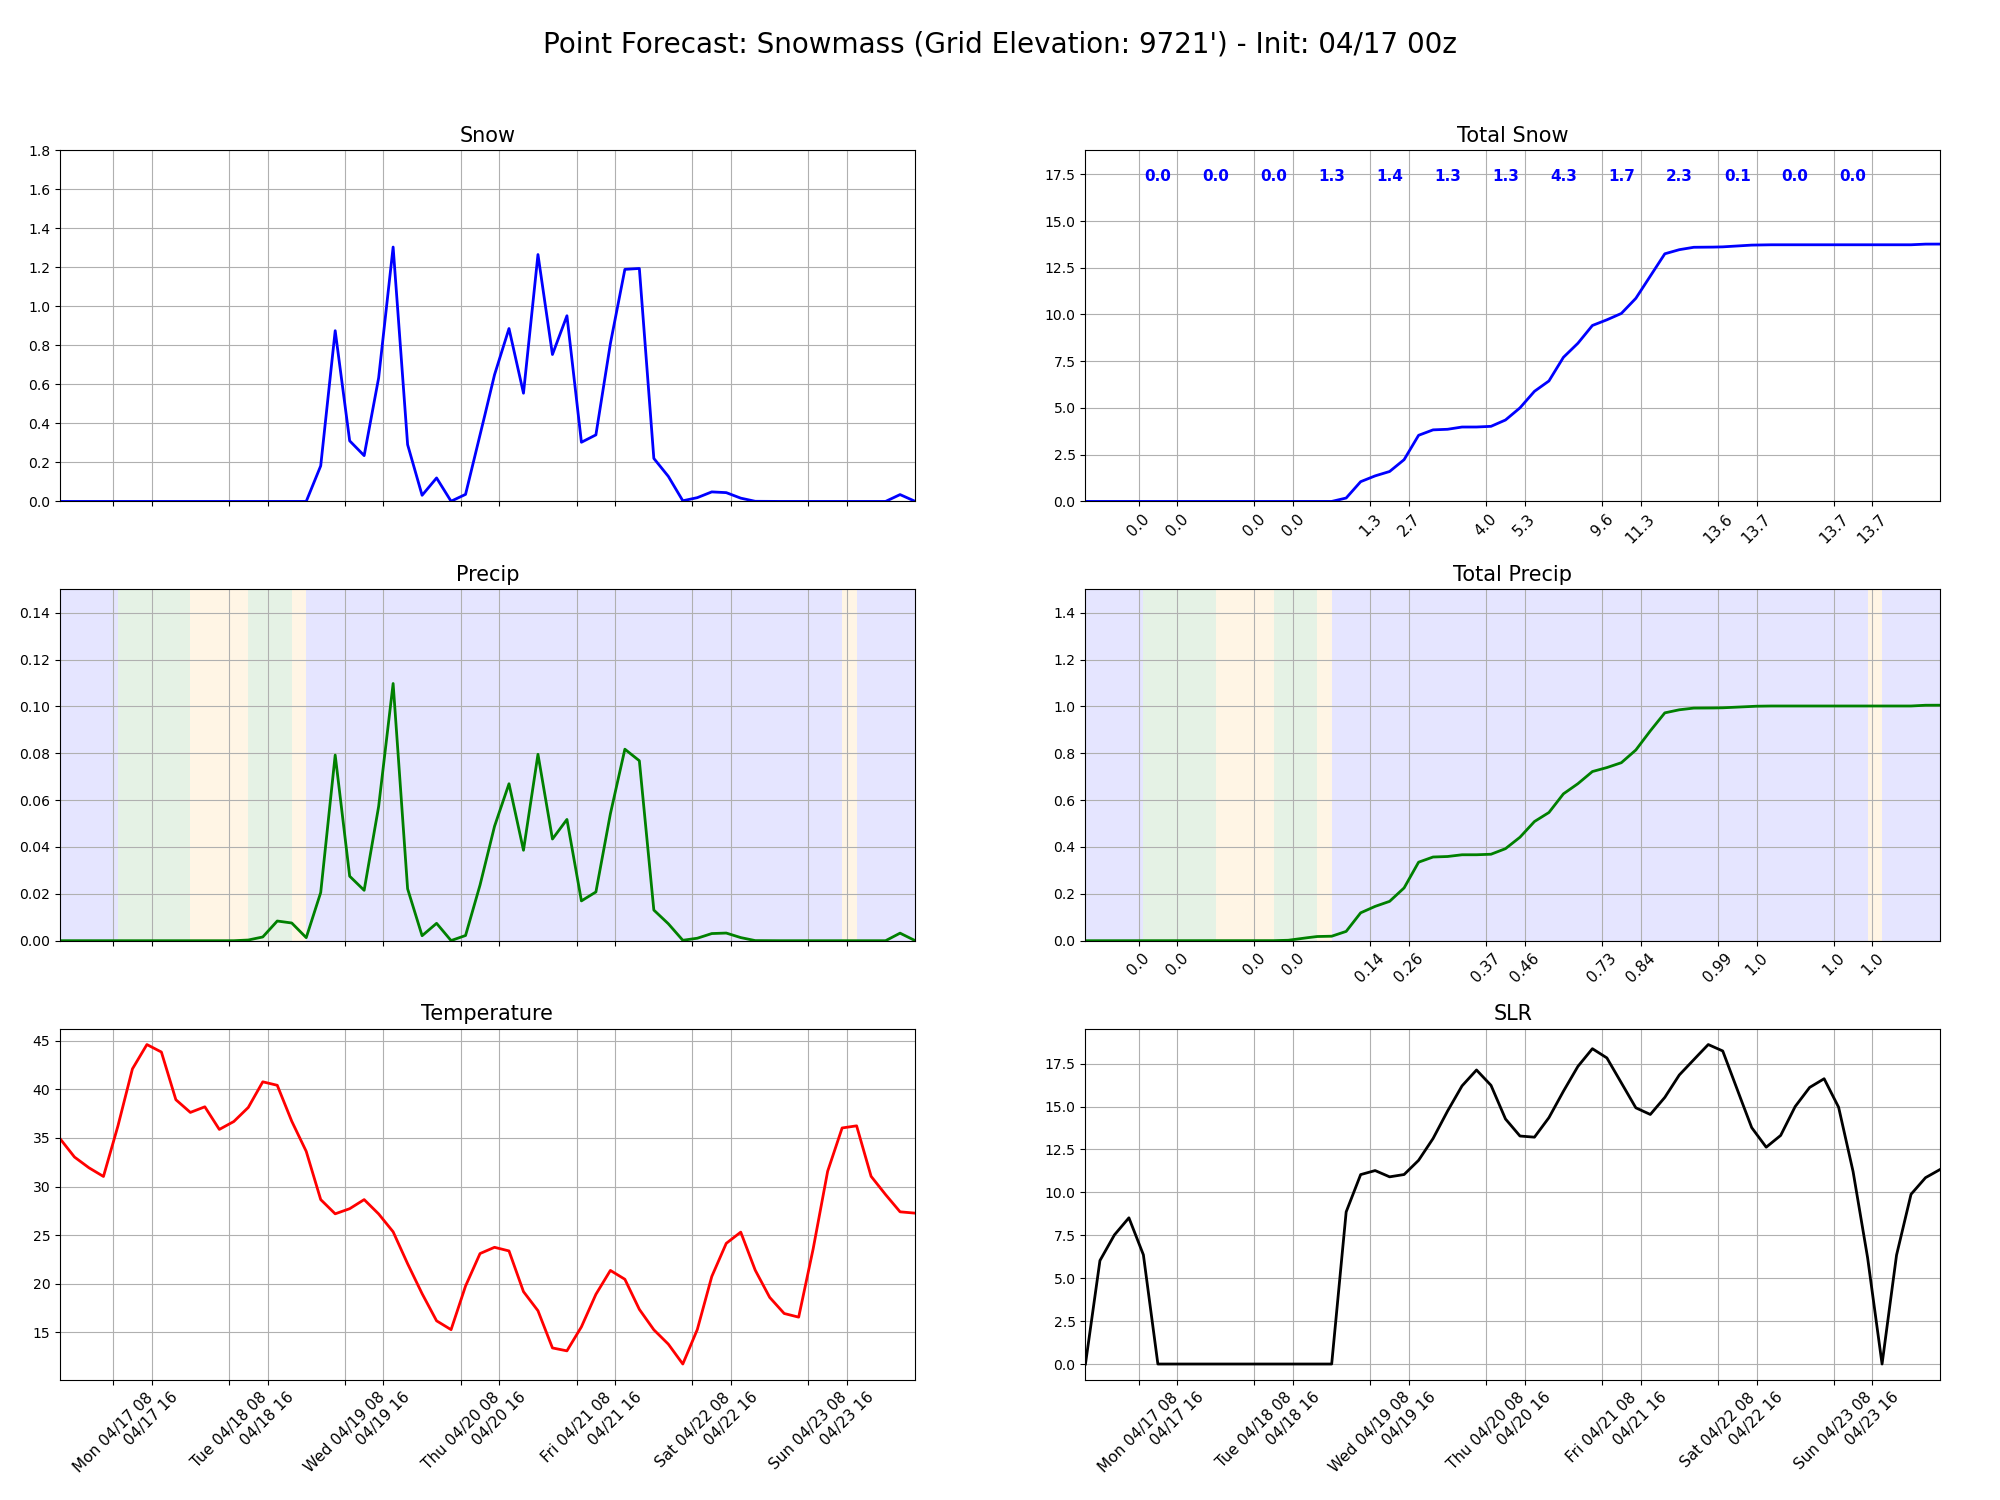 Point Forecast: Snowmass (Grid Elevation: 9721') - Init: 04/17 00z
Snow
1.8
1.6
1.4
1.2
1.0
0.8
0.6
0.4
0.2
0.0
Total Snow
17.5
15.0
12.5
10.0
7.5
5.0
2.5
0.0
0.0 0.0 0.0 1.3 1.4 1.3 1.3 4.3 1.7 2.3 0.1 0.0 0.0
0.0 0.0 0.0 0.0 1.3 2.7 4.0 5.3 9.6 11.3 13.6 13.7 13.7 13.7
Precip
0.14
0.12
0.10
0.08
0.06
0.04
0.02
0.00
Total Precip
1.4
1.2
1.0
0.8
0.6
0.4
0.2
0.0
0.0 0.0 0.0 0.0 0.14 0.26 0.37 0.46 0.73 0.84 0.99 1.0 1.0 1.0
Temperature
45
40
35
30
25
20
15
Mon 04/17 08
04/17 16
Tue 04/18 08
04/18 16
Wed 04/19 08
04/19 16
Thu 04/20 08
04/20 16
Fri 04/21 08
04/21 16
Sat 04/22 08
04/22 16
Sun 04/23 08
04/23 16
SLR
17.5
15.0
12.5
10.0
7.5
5.0
2.5
0.0
Mon 04/17 08
04/17 16
Tue 04/18 08
04/18 16
Wed 04/19 08
04/19 16
Thu 04/20 08
04/20 16
Fri 04/21 08
04/21 16
Sat 04/22 08
04/22 16
Sun 04/23 08
04/23 16